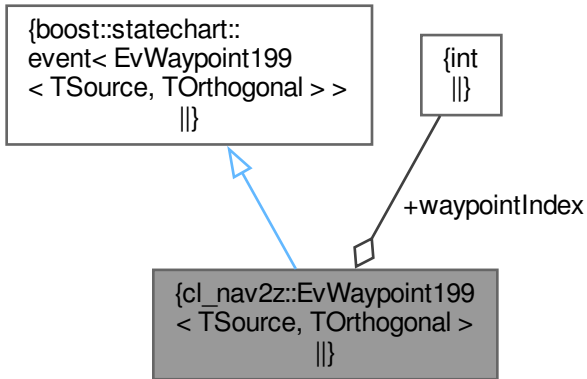 {boost::statechart::
event< EvWaypoint199
< TSource, TOrthogonal > >
||}
{int
||}
+waypointIndex
{cl_nav2z::EvWaypoint199
< TSource, TOrthogonal >
||}